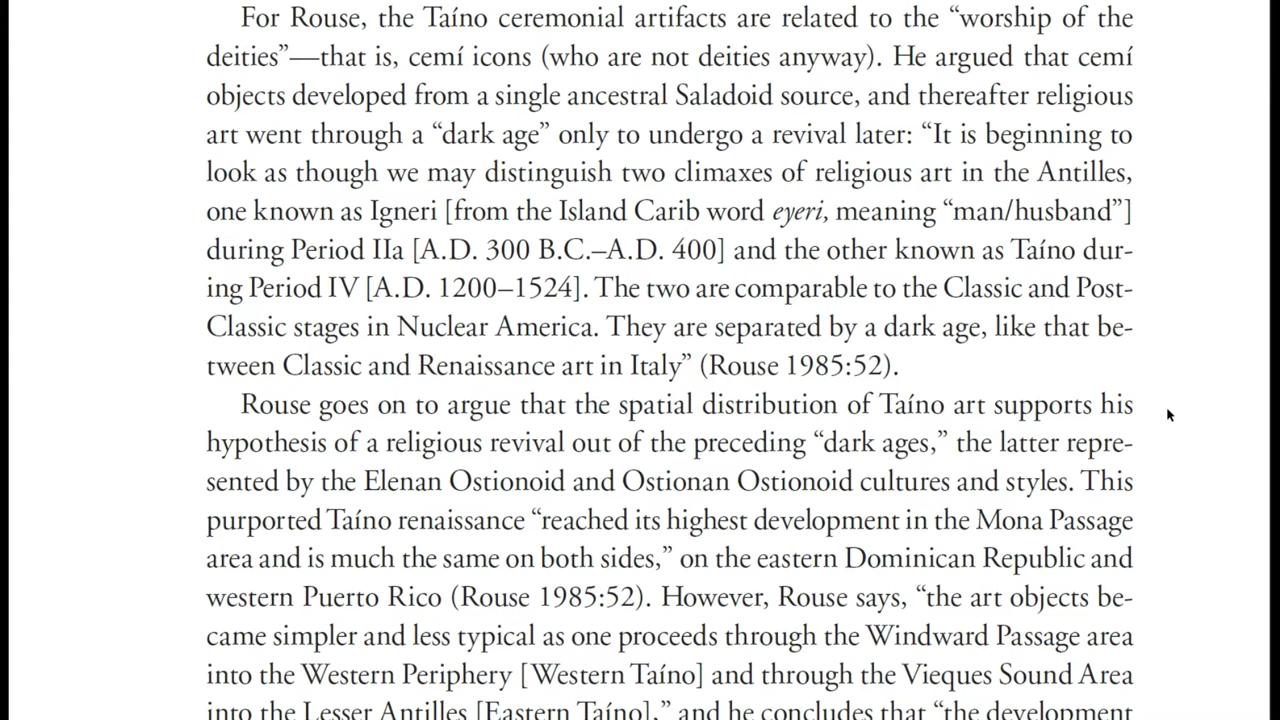 For Rouse, the Taíno ceremonial artifacts are related to the “worship of the
deities”—that is, cemí icons (who are not deities anyway). He argued that cemí
objects developed from a single ancestral Saladoid source, and thereafter religious
art went through a “dark age” only to undergo a revival later: “It is beginning to
look as though we may distinguish two climaxes of religious art in the Antilles,
one known as Igneri [from the Island Carib word eyeri, meaning “man/husband”]
during Period IIa [A.D. 300 B.C.–A.D. 400] and the other known as Taíno dur-
ing Period IV [A.D. 1200–1524]. The two are comparable to the Classic and Post-
Classic stages in Nuclear America. They are separated by a dark age, like that be-
tween Classic and Renaissance art in Italy” (Rouse 1985:52).
Rouse goes on to argue that the spatial distribution of Taíno art supports his
hypothesis of a religious revival out of the preceding “dark ages,” the latter repre-
sented by the Elenan Ostionoid and Ostionan Ostionoid cultures and styles. This
purported Taíno renaissance “reached its highest development in the Mona Passage
area and is much the same on both sides,” on the eastern Dominican Republic and
western Puerto Rico (Rouse 1985:52). However, Rouse says, “the art objects be-
came simpler and less typical as one proceeds through the Windward Passage area
into the Western Periphery [Western Taíno] and through the Vieques Sound Area
into the Lesser Antilles [Eastern Taíno],” and he concludes that “the development